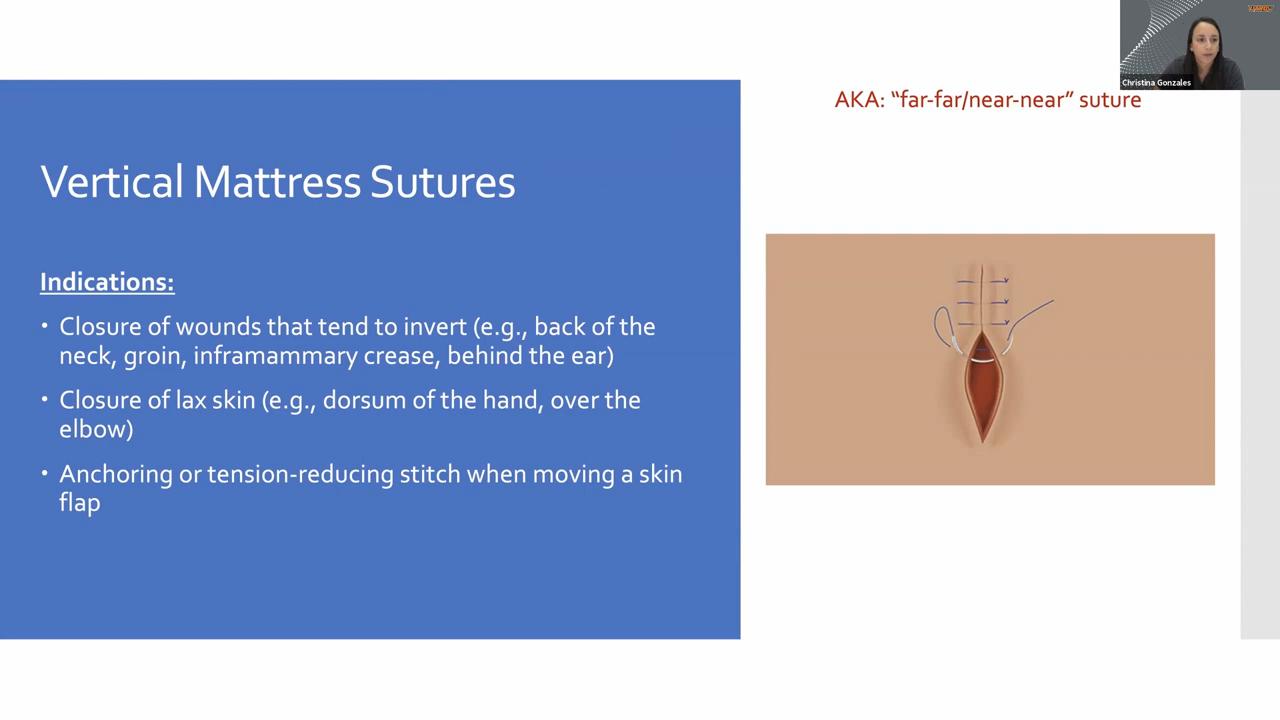 Christina Gonzales
AKA: “far-far/near-near” suture
Vertical Mattress Sutures
Indications:
• Closure of wounds that tend to invert (e.g., back of the
neck, groin, inframammary crease, behind the ear)
• Closure of lax skin (e.g., dorsum of the hand, over the
elbow)
• Anchoring or tension-reducing stitch when moving a skin
flap